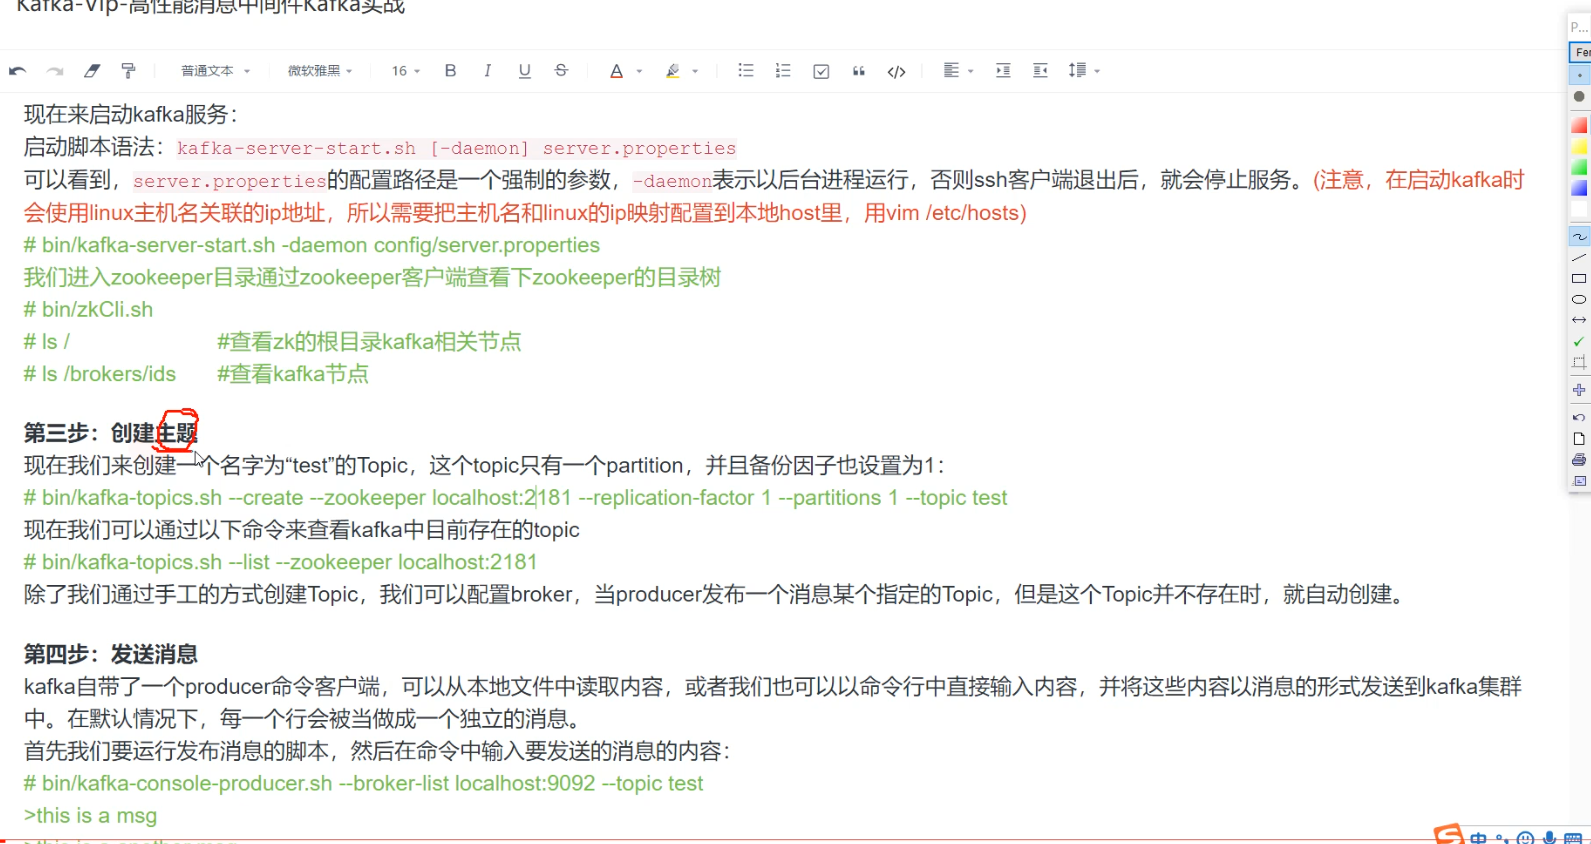 Kafka-Vip-高性能消息中间件Kafka实战
普通文本
微软雅黑
16
B I U S A
P...
Fer
现在来启动kafka服务：
启动脚本语法：kafka-server-start.sh [-daemon] server.properties
可以看到，server.properties的配置路径是一个强制的参数，-daemon表示以后台进程运行，否则ssh客户端退出后，就会停止服务。(注意，在启动kafka时
会使用linux主机名关联的ip地址，所以需要把主机名和linux的ip映射配置到本地host里，用vim /etc/hosts)
# bin/kafka-server-start.sh -daemon config/server.properties
我们进入zookeeper目录通过zookeeper客户端查看下zookeeper的目录树
# bin/zkCli.sh
# ls / #查看zk的根目录kafka相关节点
# ls /brokers/ids #查看kafka节点
第三步：创建主题
现在我们来创建一个名字为“test”的Topic，这个topic只有一个partition，并且备份因子也设置为1：
# bin/kafka-topics.sh --create --zookeeper localhost:2181 --replication-factor 1 --partitions 1 --topic test
现在我们可以通过以下命令来查看kafka中目前存在的topic
# bin/kafka-topics.sh --list --zookeeper localhost:2181
除了我们通过手工的方式创建Topic，我们可以配置broker，当producer发布一个消息某个指定的Topic，但是这个Topic并不存在时，就自动创建。
第四步：发送消息
kafka自带了一个producer命令客户端，可以从本地文件中读取内容，或者我们也可以以命令行中直接输入内容，并将这些内容以消息的形式发送到kafka集群
中。在默认情况下，每一个行会被当做成一个独立的消息。
首先我们要运行发布消息的脚本，然后在命令中输入要发送的消息的内容：
# bin/kafka-console-producer.sh --broker-list localhost:9092 --topic test
>this is a msg
中